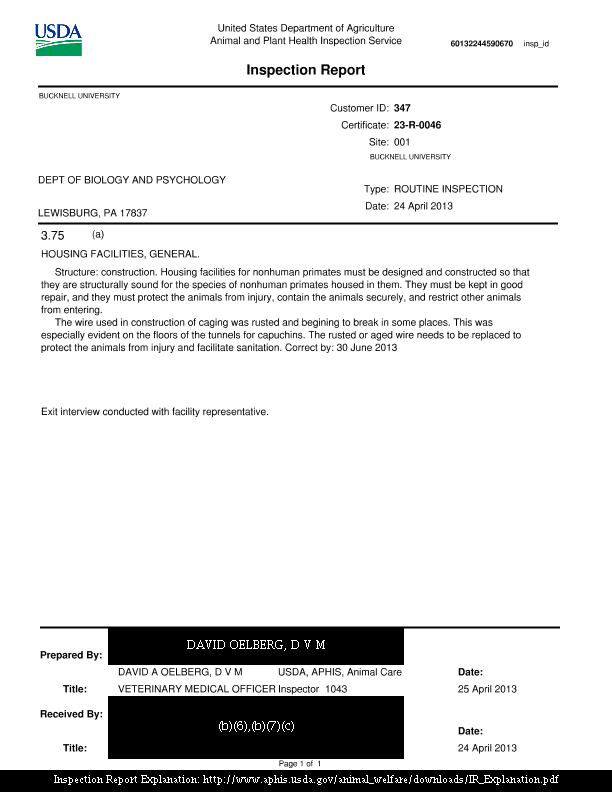 USDA
United States Department of Agriculture
Animal and Plant Health Inspection Service
60132244590670 insp_id
Inspection Report
BUCKNELL UNIVERSITY
Customer ID: 347
Certificate: 23-R-0046
Site: 001
BUCKNELL UNIVERSITY
DEPT OF BIOLOGY AND PSYCHOLOGY
Type: ROUTINE INSPECTION
LEWISBURG, PA 17837
Date: 24 April 2013
3.75 (a)
HOUSING FACILITIES, GENERAL.
Structure: construction. Housing facilities for nonhuman primates must be designed and constructed so that
they are structurally sound for the species of nonhuman primates housed in them. They must be kept in good
repair, and they must protect the animals from injury, contain the animals securely, and restrict other animals
from entering.
The wire used in construction of caging was rusted and begining to break in some places. This was
especially evident on the floors of the tunnels for capuchins. The rusted or aged wire needs to be replaced to
protect the animals from injury and facilitate sanitation. Correct by: 30 June 2013
Exit interview conducted with facility representative.
DAVID OELBERG, D V M
Prepared By:
DAVID A OELBERG, D V M USDA, APHIS, Animal Care Date:
Title: VETERINARY MEDICAL OFFICER Inspector 1043 25 April 2013
Received By:
(b)(6),(b)(7)(c)
Date:
Title: 24 April 2013
Page 1 of 1
Inspection Report Explanation: http://www.aphis.usda.gov/animal_welfare/downloads/IR_Explanation.pdf